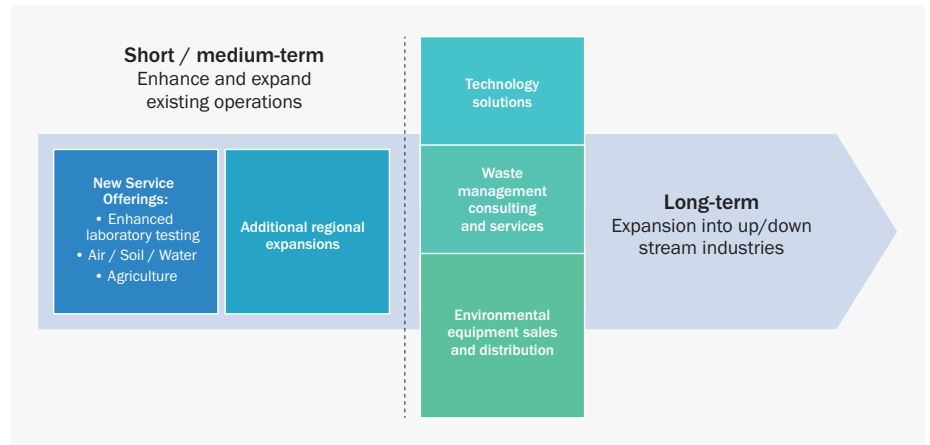 Short / medium-term
Enhance and expand
existing operations
New Service
Offerings:
• Enhanced
laboratory testing
• Air / Soil / Water
• Agriculture
Additional regional
expansions
Technology
solutions
Waste
management
consulting
and services
Environmental
equipment sales
and distribution
Long-term
Expansion into up/down
stream industries